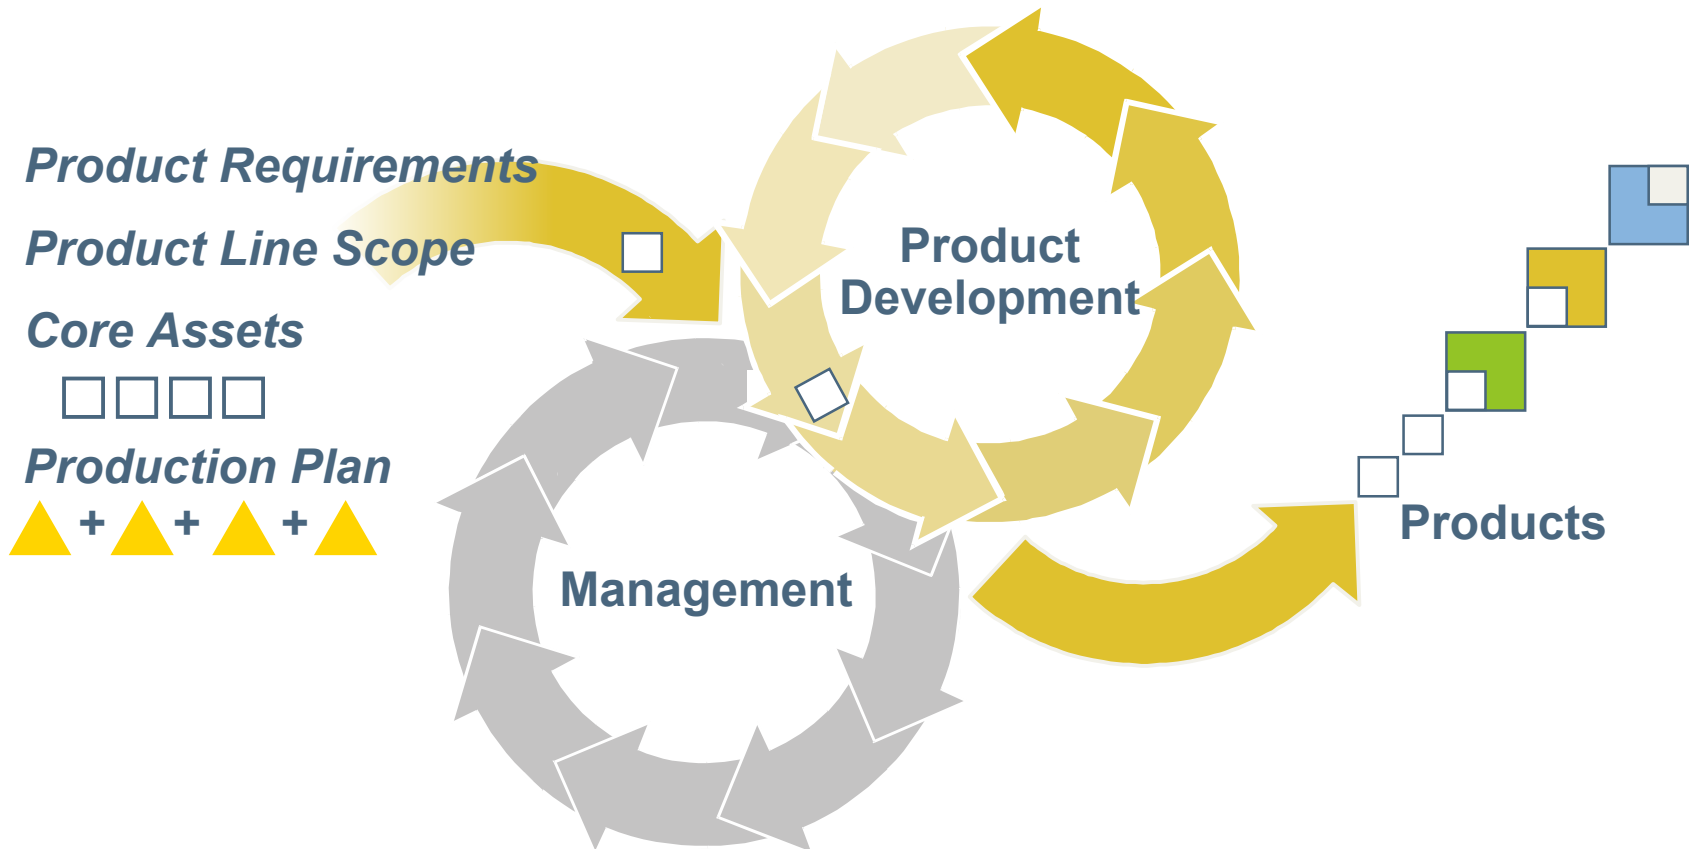 Product Requirements
Product Line Scope
Core Assets
Production Plan
+ + +
Product
Development
Management
Products